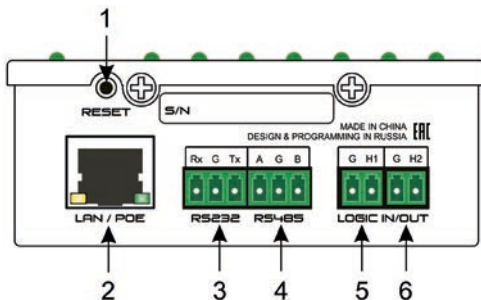 1
RESET
S/N
MADE IN CHINA
DESIGN & PROGRAMMING IN RUSSIA EAC
Rx G Tx A G B G H1 G H2
LAN / POE RS232 RS485 LOGIC IN/OUT
2 3 4 5 6